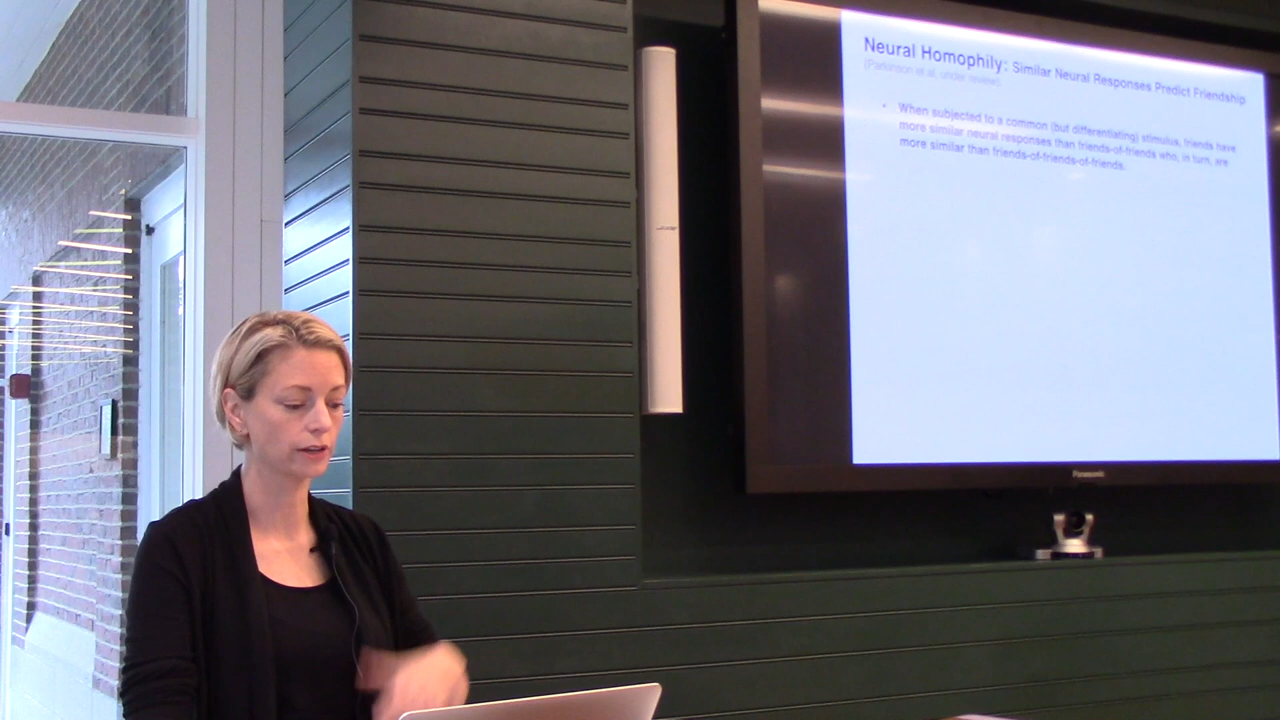 Neural Homophily: Similar Neural Responses Predict Friendship
(Parkinson et al, under review)
• When subjected to a common (but differentiating) stimulus, friends have
more similar neural responses than friends-of-friends who, in turn, are
more similar than friends-of-friends-of-friends.
BOSE
Panasonic